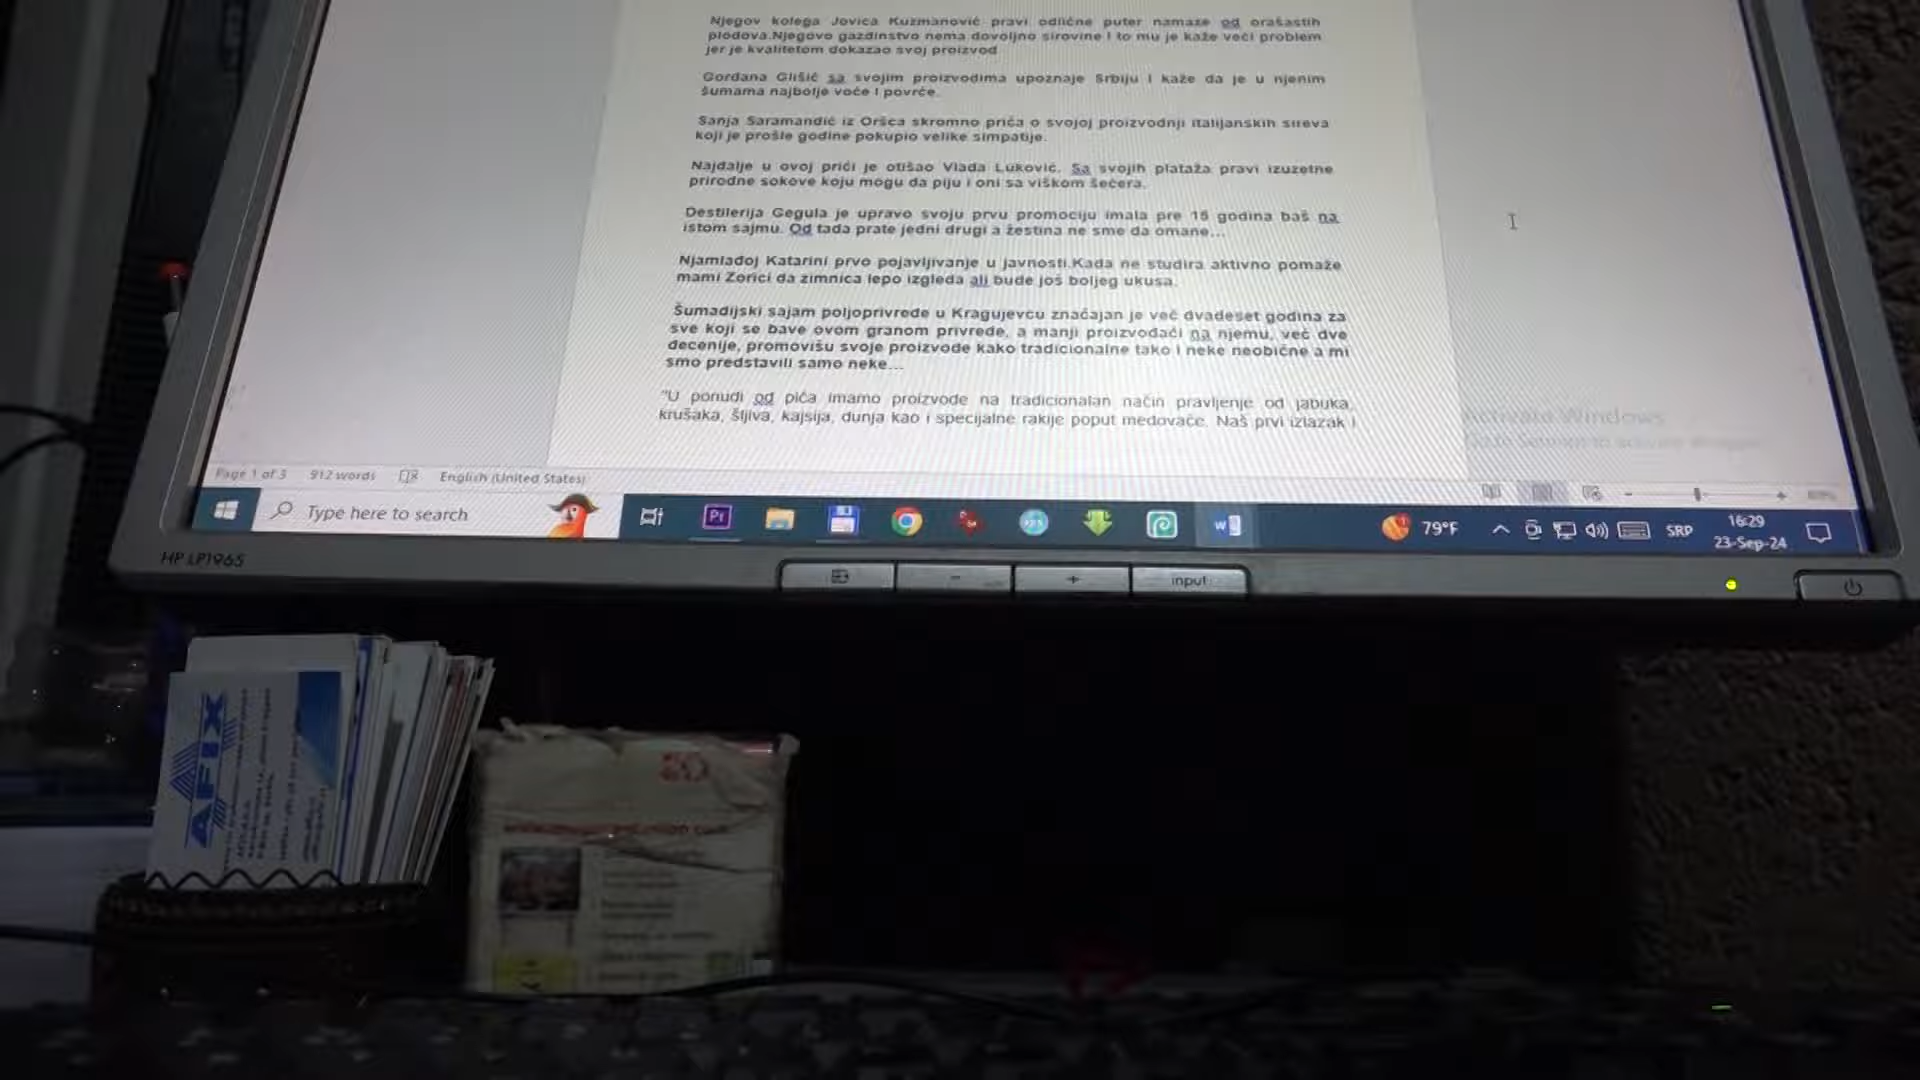 Njegov kolega Jovica Kuzmanović pravi odlične puter namaze od orašastih
plodova.Njegovo gazdinstvo nema dovoljno sirovine I to mu je kaže veći problem
jer je kvalitetom dokazao svoj proizvod
Gordana Glišić sa svojim proizvodima upoznaje Srbiju I kaže da je u njenim
šumama najbolje voće I povrće.
Sanja Saramandić iz Oršca skromno priča o svojoj proizvodnji italijanskih sireva
koji je prošle godine pokupio velike simpatije.
Najdalje u ovoj priči je otišao Vlada Luković. Sa svojih plataža pravi izuzetne
prirodne sokove koju mogu da piju i oni sa viškom šećera.
Destilerija Gegula je upravo svoju prvu promociju imala pre 15 godina baš na
istom sajmu. Od tada prate jedni drugi a žestina ne sme da omane...
Njamlađoj Katarini prvo pojavljivanje u javnosti.Kada ne studira aktivno pomaže
mami Zorici da zimnica lepo izgleda ali bude još boljeg ukusa.
Šumadijski sajam poljoprivrede u Kragujevcu značajan je već dvadeset godina za
sve koji se bave ovom granom privrede, a manji proizvođači na njemu, već dve
decenije, promovišu svoje proizvode kako tradicionalne tako i neke neobične a mi
smo predstavili samo neke...
"U ponudi od pića imamo proizvode na tradicionalan način pravljenje od jabuka,
krušaka, šljiva, kajsija, dunja kao i specijalne rakije poput medovače. Naš prvi izlazak i
Activate Windows
Go to Settings to activate Windows.
Page 1 of 3 912 words English (United States)
Type here to search
Pr
W
79°F
SRP
16:29
23-Sep-24
HP LP1965
- + input
AFIX